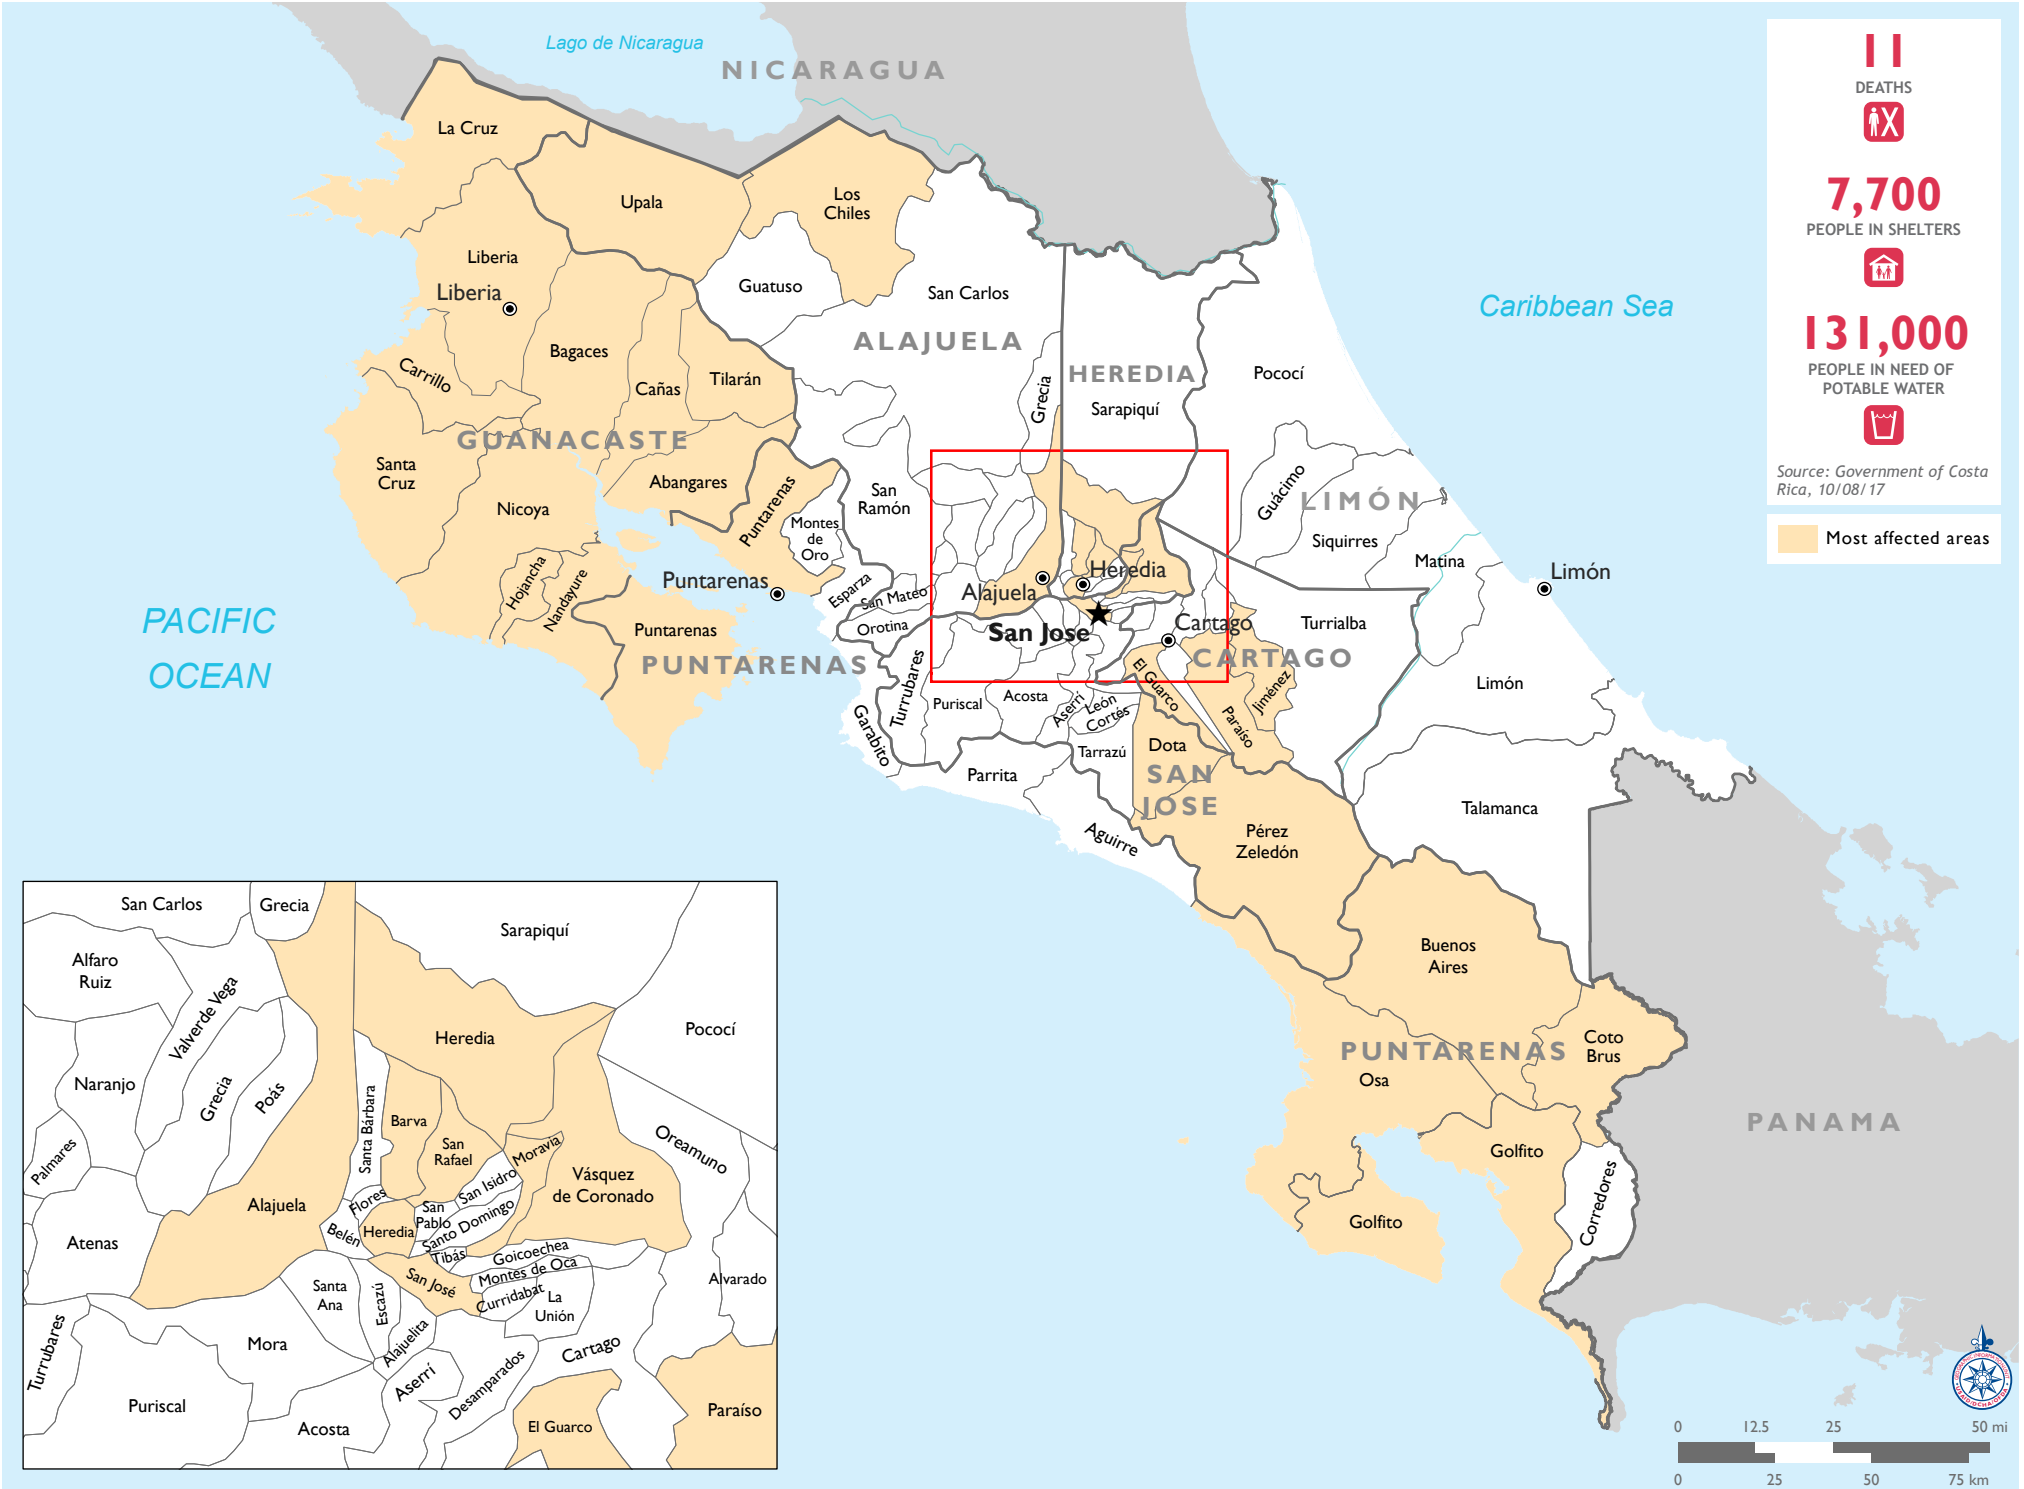 Lago de Nicaragua
NICARAGUA
11
DEATHS
7,700
PEOPLE IN SHELTERS
131,000
PEOPLE IN NEED OF
POTABLE WATER
Source: Government of Costa
Rica, 10/08/17
Most affected areas
La Cruz
Upala
Los
Chiles
Liberia
Liberia
Guatuso
San Carlos
Caribbean Sea
ALAJUELA
Bagaces
Carrillo
Cañas
Tilarán
Grecia
HEREDIA
Sarapiquí
Pococí
GUANACASTE
Santa
Cruz
Nicoya
Abangares
Puntarenas
San
Ramón
Montes
de
Oro
Guácimo
LIMÓN
Siquirres
Matina
Limón
Hojancha
Nandayure
Puntarenas
Esparza
San Mateo
Orotina
Alajuela
Heredia
San Jose
Cartago
CARTAGO
Turrialba
PACIFIC
OCEAN
Puntarenas
PUNTARENAS
Turrubares
Garabito
Puriscal
Acosta
Aserrí
León
Cortés
El Guarco
Paraíso
Jiménez
Limón
Tarrazú
Dota
SAN
JOSE
Parrita
Aguirre
Pérez
Zeledón
Talamanca
Buenos
Aires
PUNTARENAS
Osa
Coto
Brus
Golfito
Golfito
Corredores
PANAMA
San Carlos
Grecia
Sarapiquí
Alfaro
Ruiz
Valverde Vega
Heredia
Pococí
Naranjo
Grecia
Poás
Santa Bárbara
Barva
San
Rafael
Moravia
Oreamuno
Palmares
Vásquez
de Coronado
Alajuela
Flores
San
Pablo
San Isidro
Santo Domingo
Belén
Heredia
Atenas
Tibás
Goicoechea
Montes de Oca
San José
Curridabat
La
Unión
Alvarado
Santa
Ana
Escazú
Alajuelita
Turrubares
Mora
Aserrí
Desamparados
Cartago
Puriscal
Acosta
El Guarco
Paraíso
0
12.5
25
50 mi
0
25
50
75 km